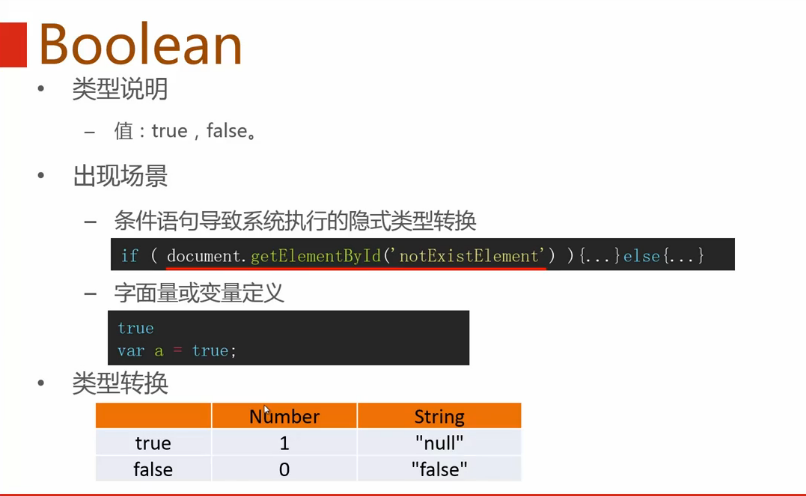 Boolean
• 类型说明
– 值：true，false。
• 出现场景
– 条件语句导致系统执行的隐式类型转换
if ( document.getElementById('notExistElement') ){...}else{...}
– 字面量或变量定义
true
var a = true;
• 类型转换
Number String
true 1 "null"
false 0 "false"